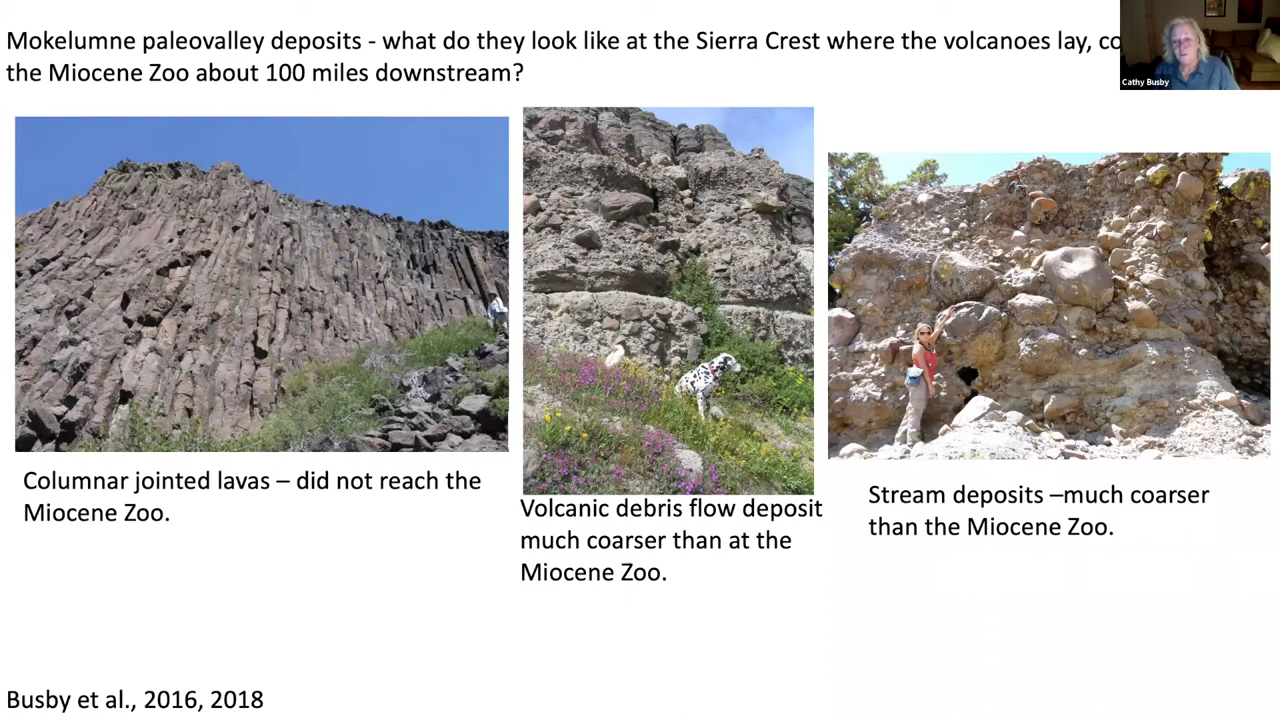 Mokelumne paleovalley deposits - what do they look like at the Sierra Crest where the volcanoes lay,
the Miocene Zoo about 100 miles downstream?
Cathy Busby
Columnar jointed lavas – did not reach the
Miocene Zoo.
Volcanic debris flow deposit
much coarser than at the
Miocene Zoo.
Stream deposits –much coarser
than the Miocene Zoo.
Busby et al., 2016, 2018